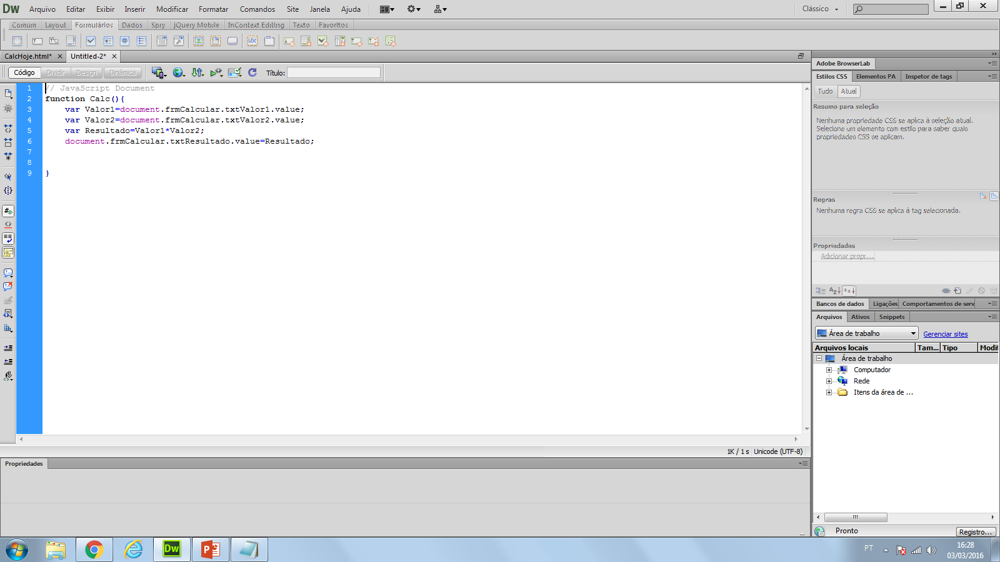 Dw Arquivo Editar Exibir Inserir Modificar Formatar Comandos Site Janela Ajuda Clássico
Comum Layout Formulários Dados Spry jQuery Mobile InContext Editing Texto Favoritos
CalcHoje.html* Untitled-2*
Código Dividir Design Dinâmica Título:
1 // JavaScript Document
2 function Calc(){
3 var Valor1=document.frmCalcular.txtValor1.value;
4 var Valor2=document.frmCalcular.txtValor2.value;
5 var Resultado=Valor1*Valor2;
6 document.frmCalcular.txtResultado.value=Resultado;
7
8
9 }
1K / 1 s Unicode (UTF-8)
Propriedades
Adobe BrowserLab
Estilos CSS Elementos PA Inspetor de tags
Tudo Atual
Resumo para seleção
Nenhuma propriedade CSS se aplica à seleção atual.
Selecione um elemento com estilo para saber quais
propriedades CSS se aplicam.
Regras
Nenhuma regra CSS se aplica à tag selecionada.
Propriedades
Adicionar propr...
Bancos de dados Ligações Comportamentos de serv
Arquivos Ativos Snippets
Área de trabalho Gerenciar sites
Arquivos locais Tam... Tipo Modif
Área de trabalho
Computador
Rede
Itens da área de ...
Pronto Registro...
Dw
PT
16:28
03/03/2016